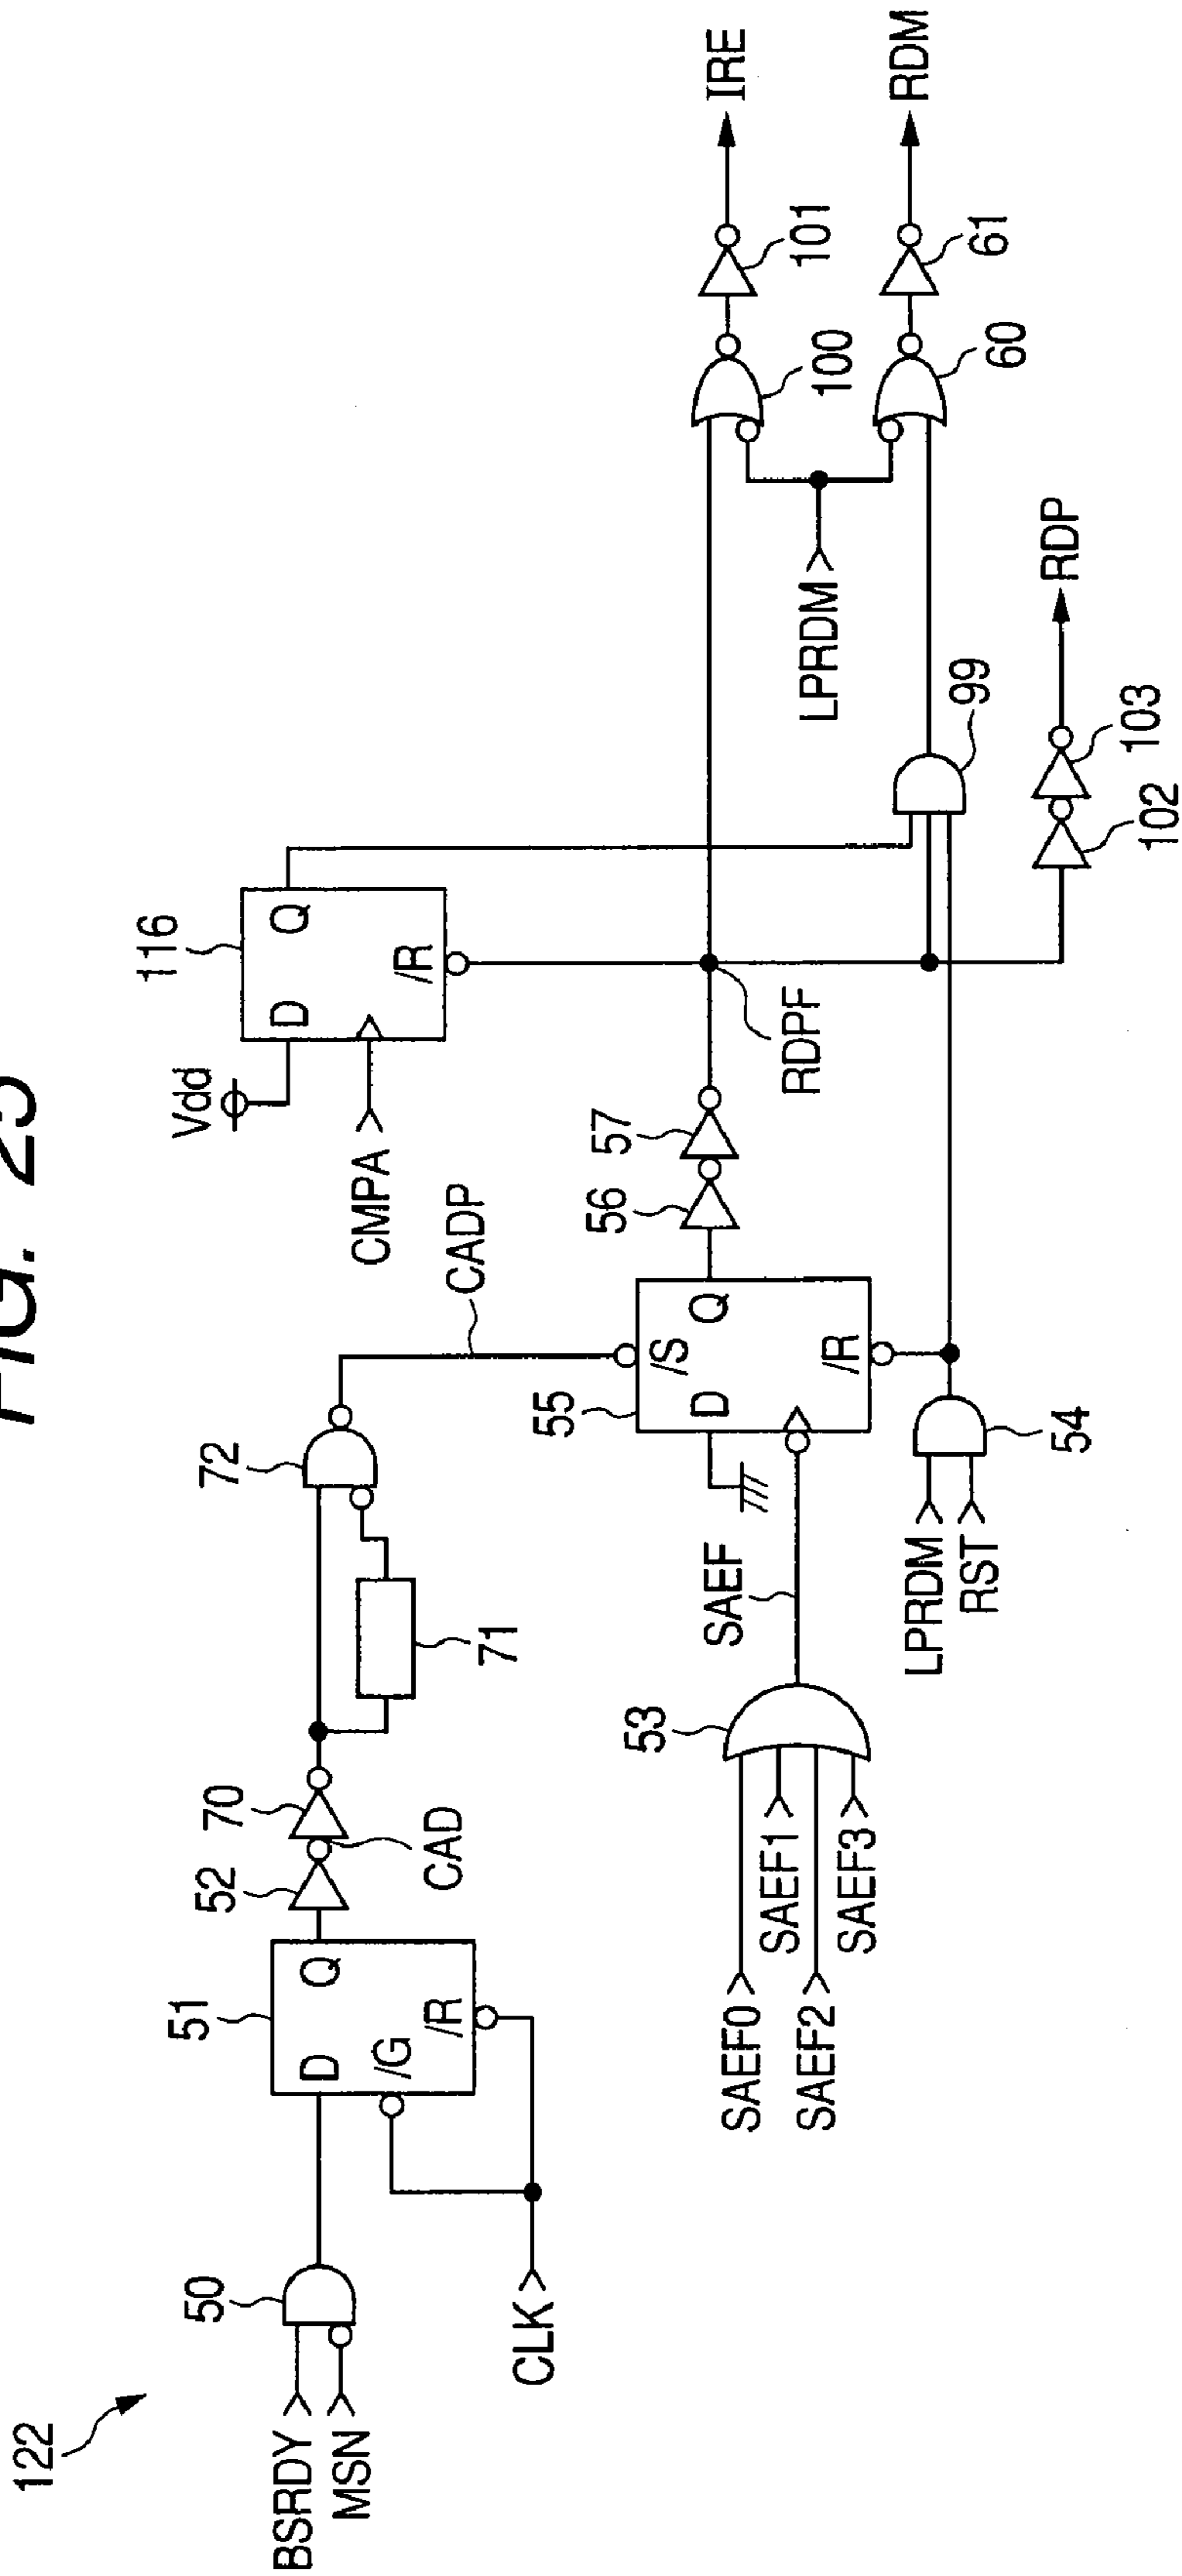 FIG. 25
122
BSRDY
MSN
50
CLK
51
D
Q
/G
/R
52
CAD
70
71
72
CADP
SAEF0
SAEF1
SAEF2
SAEF3
53
SAEF
LPRDM
RST
54
55
D
/S
Q
/R
56
57
RDPF
Vdd
CMPA
116
D
Q
/R
LPRDM
99
102
103
RDP
100
101
IRE
60
61
RDM